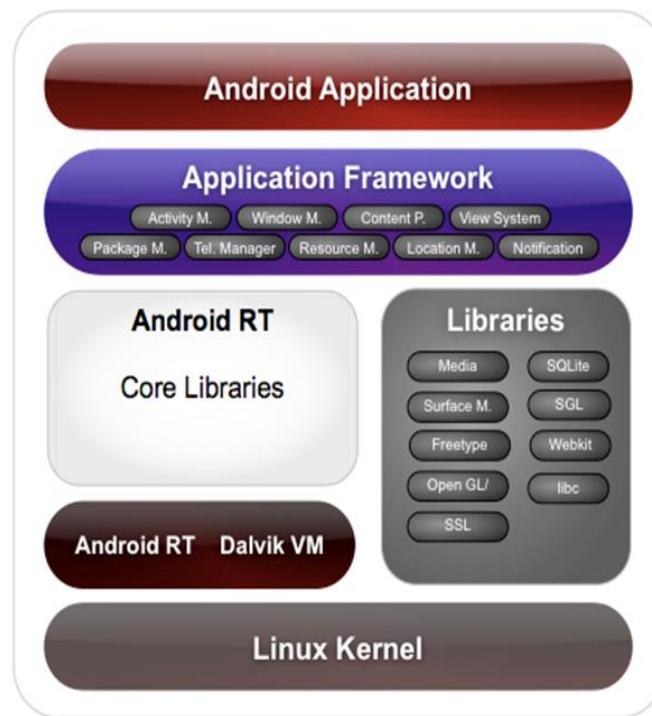 Android Application
Application Framework
Activity M. Window M. Content P. View System
Package M. Tel. Manager Resource M. Location M. Notification
Android RT
Core Libraries
Android RT Dalvik VM
Libraries
Media SQLite
Surface M. SGL
Freetype Webkit
Open GL/ libc
SSL
Linux Kernel